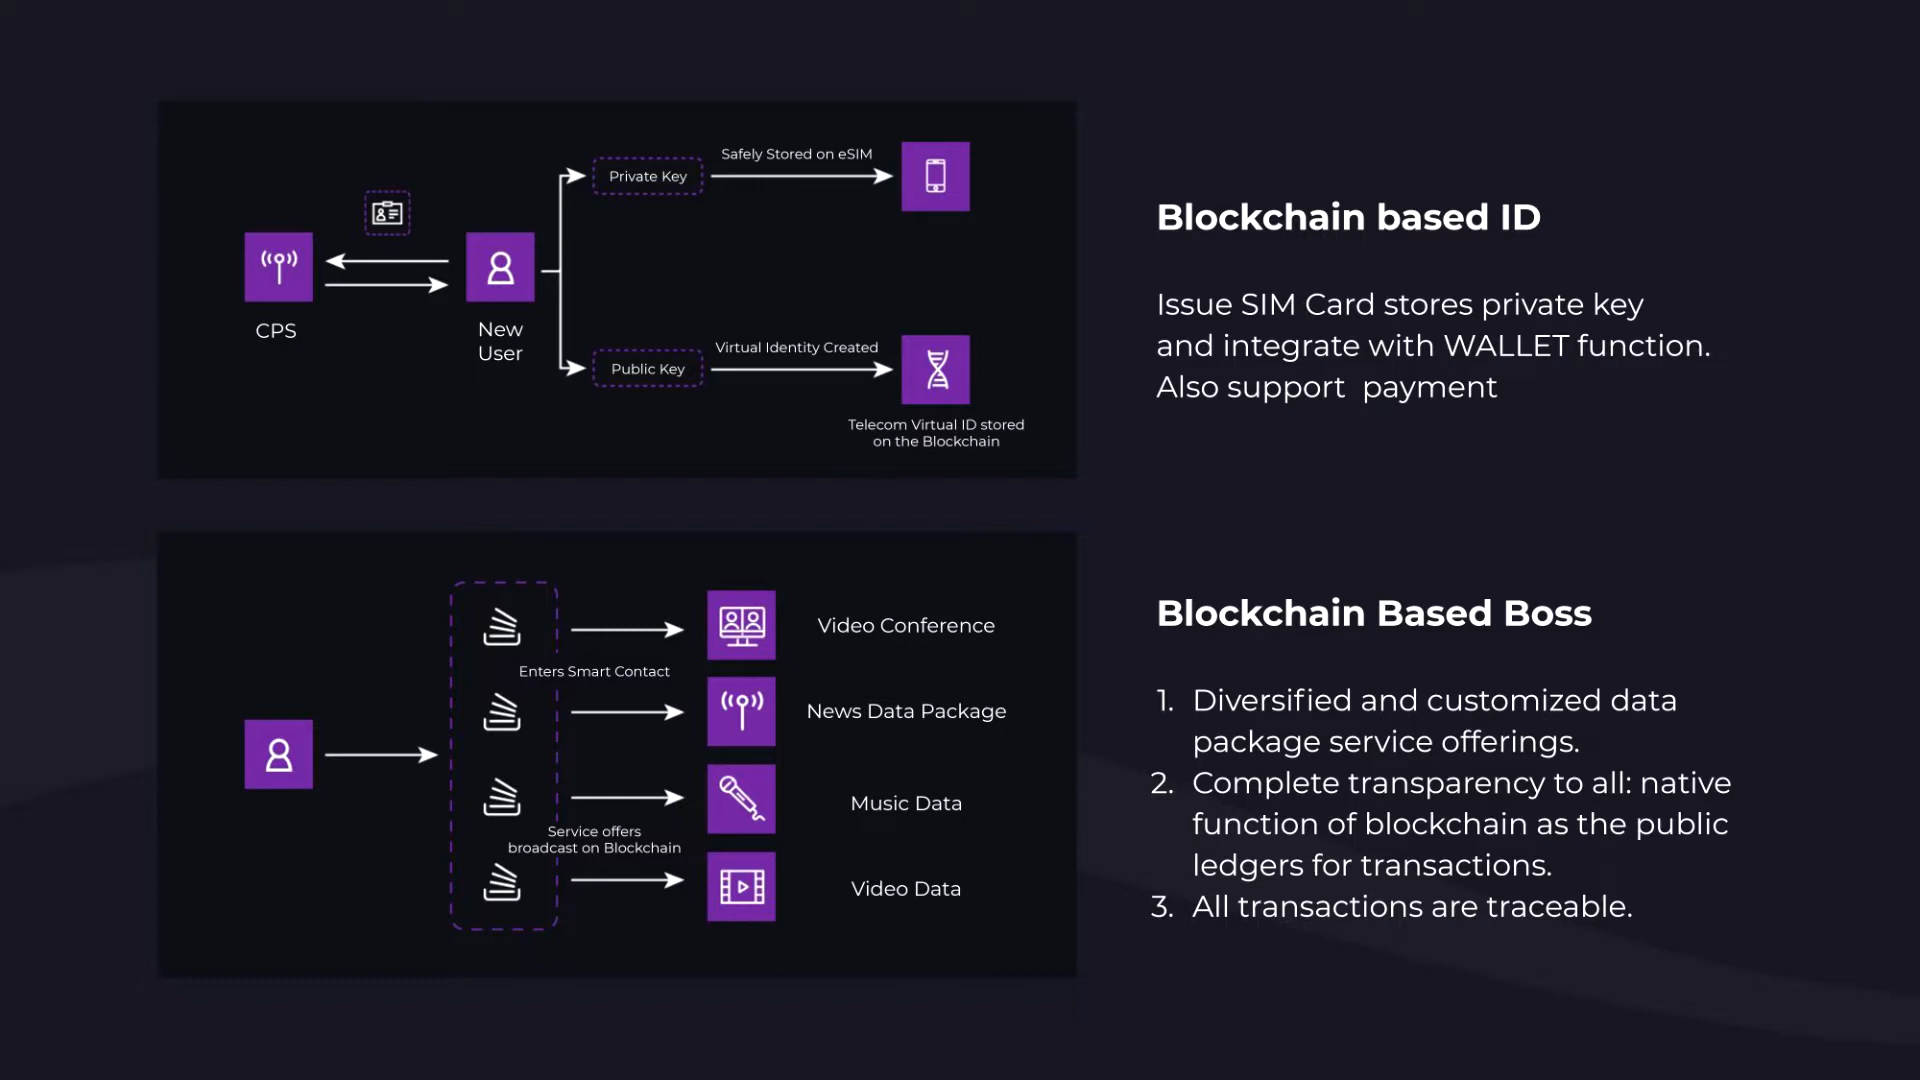 Safely Stored on eSIM
Private Key
CPS
New
User
Virtual Identity Created
Public Key
Telecom Virtual ID stored
on the Blockchain
Blockchain based ID
Issue SIM Card stores private key
and integrate with WALLET function.
Also support  payment
Video Conference
Enters Smart Contact
News Data Package
Music Data
Service offers
broadcast on Blockchain
Video Data
Blockchain Based Boss
1. Diversified and customized data
package service offerings.
2. Complete transparency to all: native
function of blockchain as the public
ledgers for transactions.
3. All transactions are traceable.